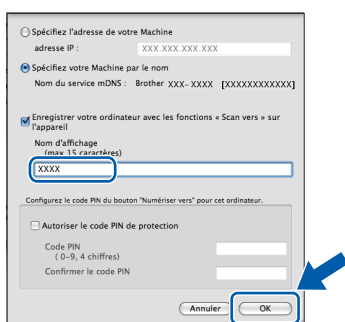 Spécifiez l'adresse de votre Machine
adresse IP : XXX.XXX.XXX.XXX
Spécifiez votre Machine par le nom
Nom du service mDNS : Brother XXX-XXXX [XXXXXXXXXXXX]
Enregistrer votre ordinateur avec les fonctions « Scan vers » sur
l'appareil
Nom d'affichage
(max 15 caractères)
XXXX
Configurez le code PIN du bouton "Numériser vers" pour cet ordinateur.
Autoriser le code PIN de protection
Code PIN
( 0-9, 4 chiffres)
Confirmer le code PIN
Annuler OK